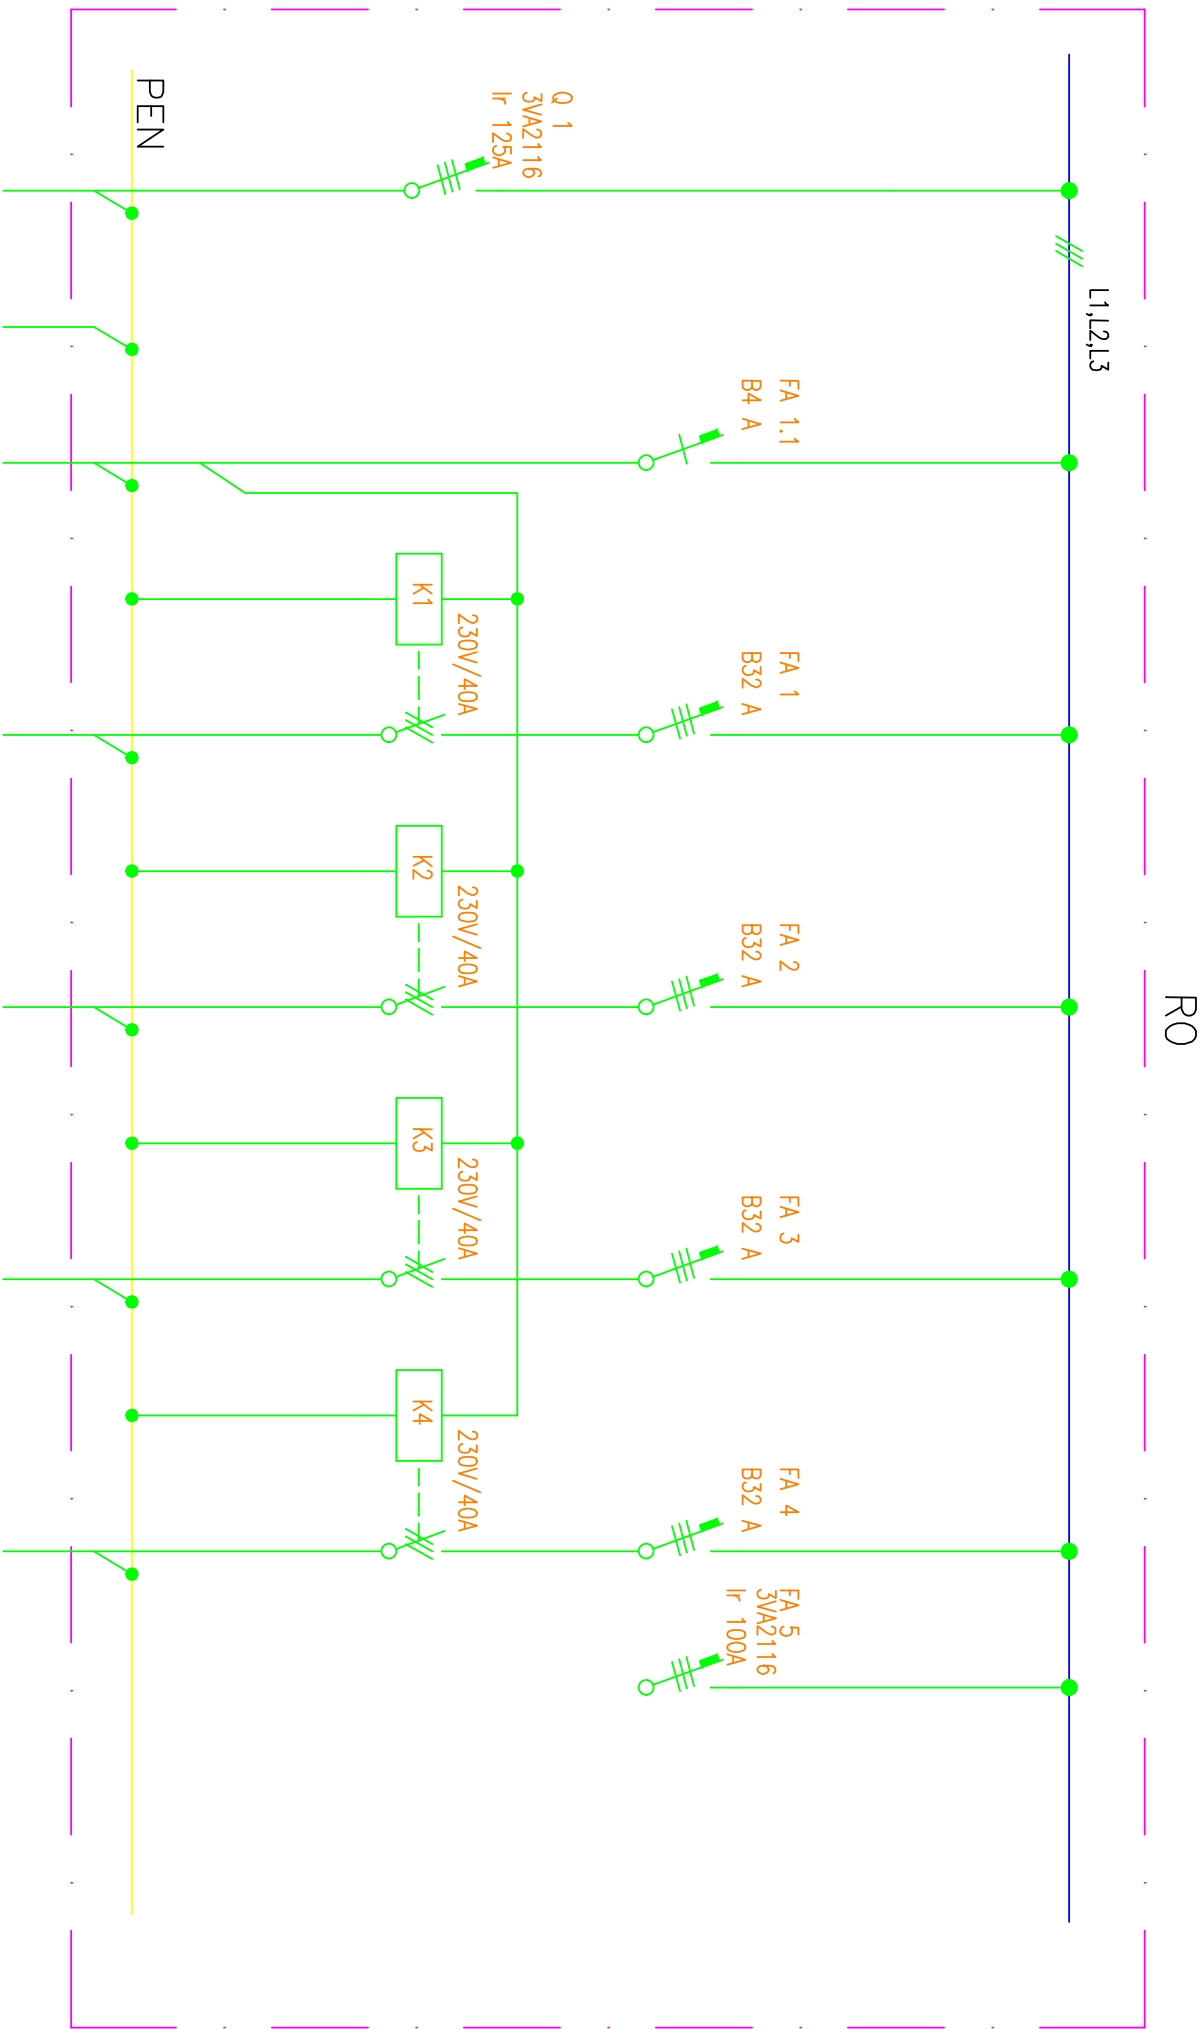 RO
L1,L2,L3
PEN
Q 1
3VA2116
Ir 125A
FA 1.1
B4 A
FA 1
B32 A
FA 2
B32 A
FA 3
B32 A
FA 4
B32 A
FA 5
3VA2116
Ir 100A
K1
230V/40A
K2
230V/40A
K3
230V/40A
K4
230V/40A